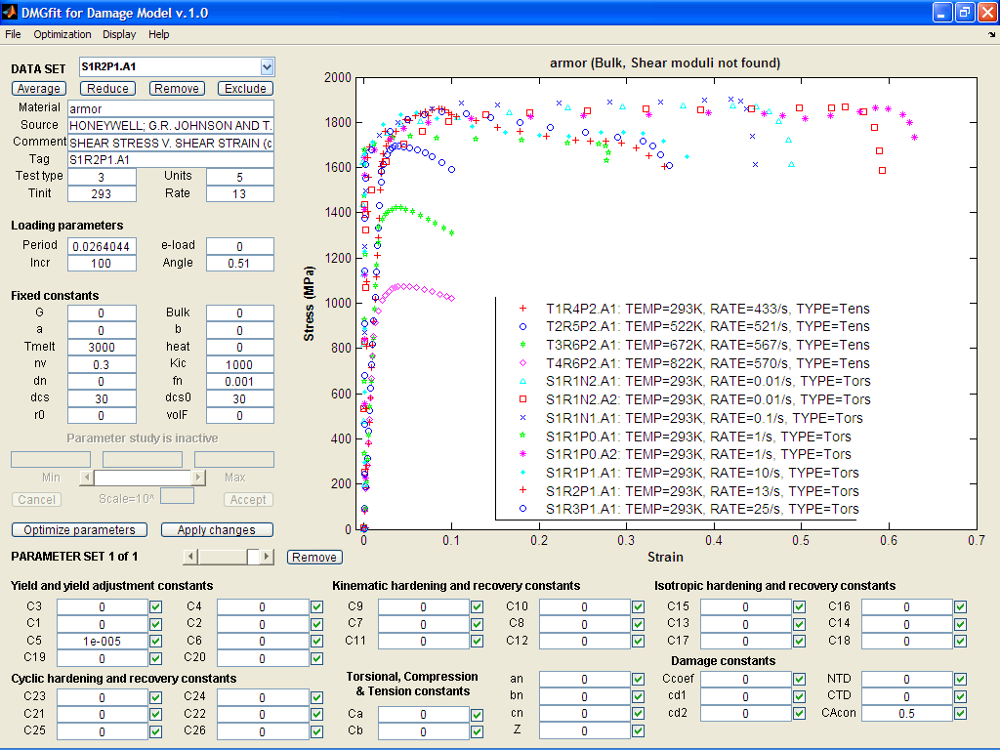 DMGfit for Damage Model v.1.0
File Optimization Display Help
DATA SET S1R2P1.A1
Average Reduce Remove Exclude
Material armor
Source HONEYWELL; G.R. JOHNSON AND T.
Comment SHEAR STRESS V. SHEAR STRAIN (c
Tag S1R2P1.A1
Test type 3 Units 5
Tinit 293 Rate 13
Loading parameters
Period 0.0264044 e-load 0
Incr 100 Angle 0.51
Fixed constants
G 0 Bulk 0
a 0 b 0
Tmelt 3000 heat 0
nv 0.3 Kic 1000
dn 0 fn 0.001
dcs 30 dcs0 30
r0 0 volF 0
Parameter study is inactive
Min Max
Cancel Scale=10^ Accept
Optimize parameters Apply changes
PARAMETER SET 1 of 1 Remove
armor (Bulk, Shear moduli not found)
2000
1800
1600
1400
1200
1000
800
600
400
200
0
Stress (MPa)
0 0.1 0.2 0.3 0.4 0.5 0.6 0.7
Strain
T1R4P2.A1: TEMP=293K, RATE=433/s, TYPE=Tens
T2R5P2.A1: TEMP=522K, RATE=521/s, TYPE=Tens
T3R6P2.A1: TEMP=672K, RATE=567/s, TYPE=Tens
T4R6P2.A1: TEMP=822K, RATE=570/s, TYPE=Tens
S1R1N2.A1: TEMP=293K, RATE=0.01/s, TYPE=Tors
S1R1N2.A2: TEMP=293K, RATE=0.01/s, TYPE=Tors
S1R1N1.A1: TEMP=293K, RATE=0.1/s, TYPE=Tors
S1R1P0.A1: TEMP=293K, RATE=1/s, TYPE=Tors
S1R1P0.A2: TEMP=293K, RATE=1/s, TYPE=Tors
S1R1P1.A1: TEMP=293K, RATE=10/s, TYPE=Tors
S1R2P1.A1: TEMP=293K, RATE=13/s, TYPE=Tors
S1R3P1.A1: TEMP=293K, RATE=25/s, TYPE=Tors
Yield and yield adjustment constants
C3 0 C4 0
C1 0 C2 0
C5 1e-005 C6 0
C19 0 C20 0
Cyclic hardening and recovery constants
C23 0 C24 0
C21 0 C22 0
C25 0 C26 0
Kinematic hardening and recovery constants
C9 0 C10 0
C7 0 C8 0
C11 0 C12 0
Torsional, Compression
& Tension constants
Ca 0
Cb 0
an 0
bn 0
cn 0
Z 0
Isotropic hardening and recovery constants
C15 0 C16 0
C13 0 C14 0
C17 0 C18 0
Damage constants
Ccoef 0 NTD 0
cd1 0 CTD 0
cd2 0 CAcon 0.5